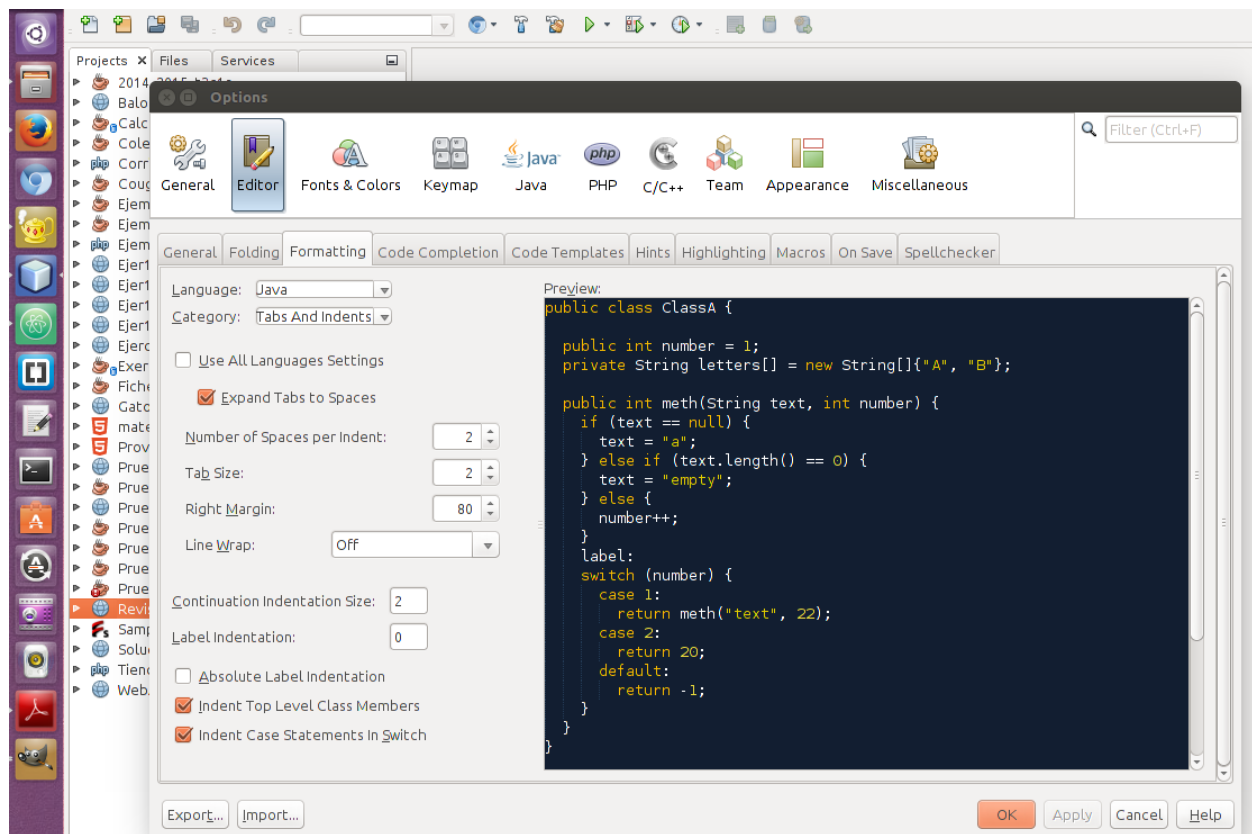 Projects Files Services
2014_2015_b2c1c
Options
Balo
Calc
Filter (Ctrl+F)
Cole
Corr
General Editor Fonts & Colors Keymap Java PHP C/C++ Team Appearance Miscellaneous
Coug
Ejem
Ejem
Ejem
General Folding Formatting Code Completion Code Templates Hints Highlighting Macros On Save Spellchecker
Ejer1
Ejer1
Ejer1
Ejer1
Ejerc
Exer
Fiche
Gato
mate
Prov
Prue
Prue
Prue
Prue
Prue
Prue
Prue
Revis
Samp
Soluc
Tiend
Web.
Language: Java
Category: Tabs And Indents
Use All Languages Settings
Expand Tabs to Spaces
Number of Spaces per Indent: 2
Tab Size: 2
Right Margin: 80
Line Wrap: Off
Continuation Indentation Size: 2
Label Indentation: 0
Absolute Label Indentation
Indent Top Level Class Members
Indent Case Statements In Switch
Preview:
public class ClassA {
public int number = 1;
private String letters[] = new String[]{"A", "B"};
public int meth(String text, int number) {
if (text == null) {
text = "a";
} else if (text.length() == 0) {
text = "empty";
} else {
number++;
}
label:
switch (number) {
case 1:
return meth("text", 22);
case 2:
return 20;
default:
return -1;
}
}
}
Export... Import... OK Apply Cancel Help